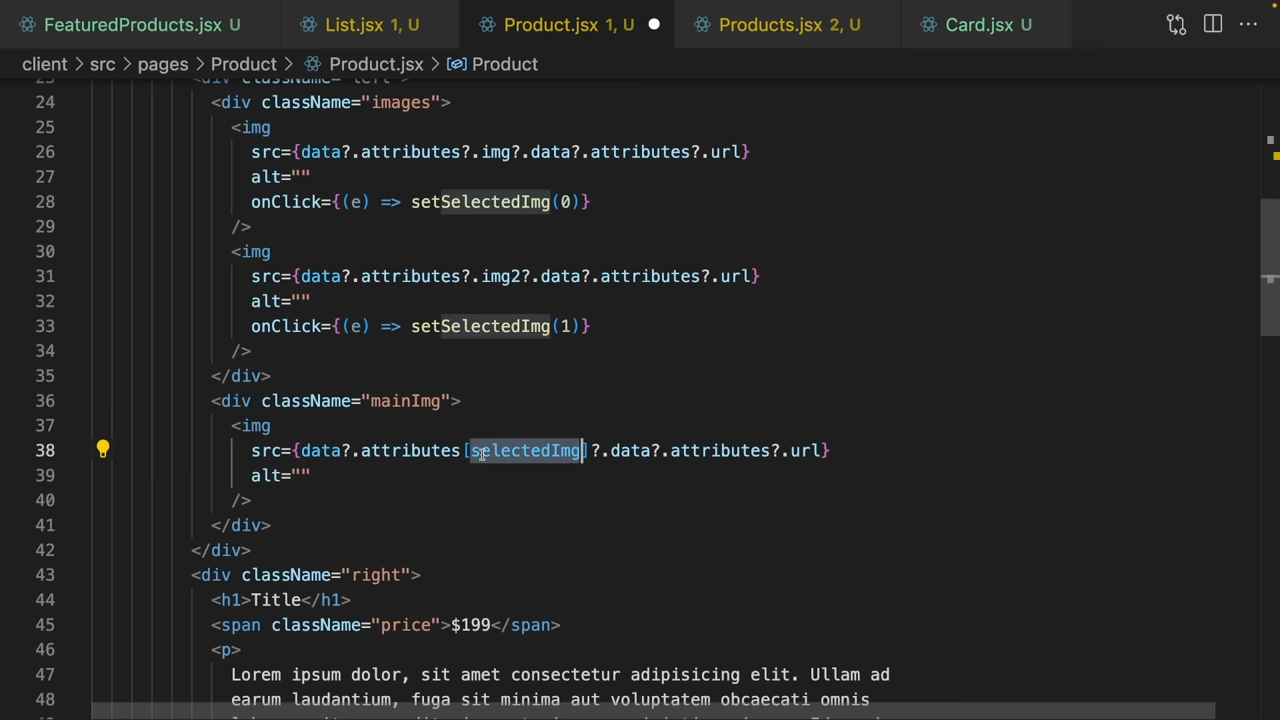 FeaturedProducts.jsx U List.jsx 1, U Product.jsx 1, U Products.jsx 2, U Card.jsx U
client > src > pages > Product > Product.jsx > Product
23 <div className="left">
24 <div className="images">
25 <img
26 src={data?.attributes?.img?.data?.attributes?.url}
27 alt=""
28 onClick={(e) => setSelectedImg(0)}
29 />
30 <img
31 src={data?.attributes?.img2?.data?.attributes?.url}
32 alt=""
33 onClick={(e) => setSelectedImg(1)}
34 />
35 </div>
36 <div className="mainImg">
37 <img
38 src={data?.attributes[selectedImg]?.data?.attributes?.url}
39 alt=""
40 />
41 </div>
42 </div>
43 <div className="right">
44 <h1>Title</h1>
45 <span className="price">$199</span>
46 <p>
47 Lorem ipsum dolor, sit amet consectetur adipisicing elit. Ullam ad
48 earum laudantium, fuga sit minima aut voluptatem obcaecati omnis